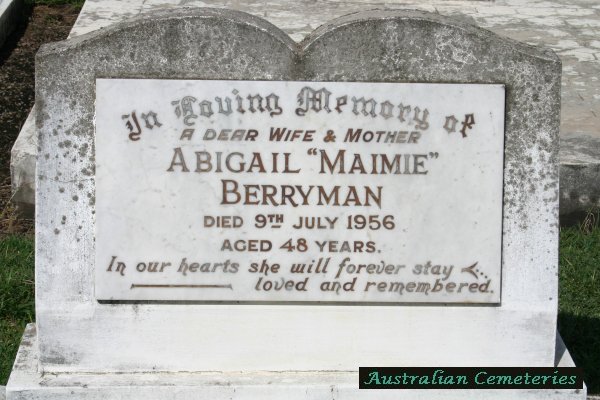 In Loving Memory of
A DEAR WIFE & MOTHER
ABIGAIL "MAIMIE"
BERRYMAN
DIED 9TH JULY 1956
AGED 48 YEARS.
In our hearts she will forever stay
loved and remembered.
Australian Cemeteries